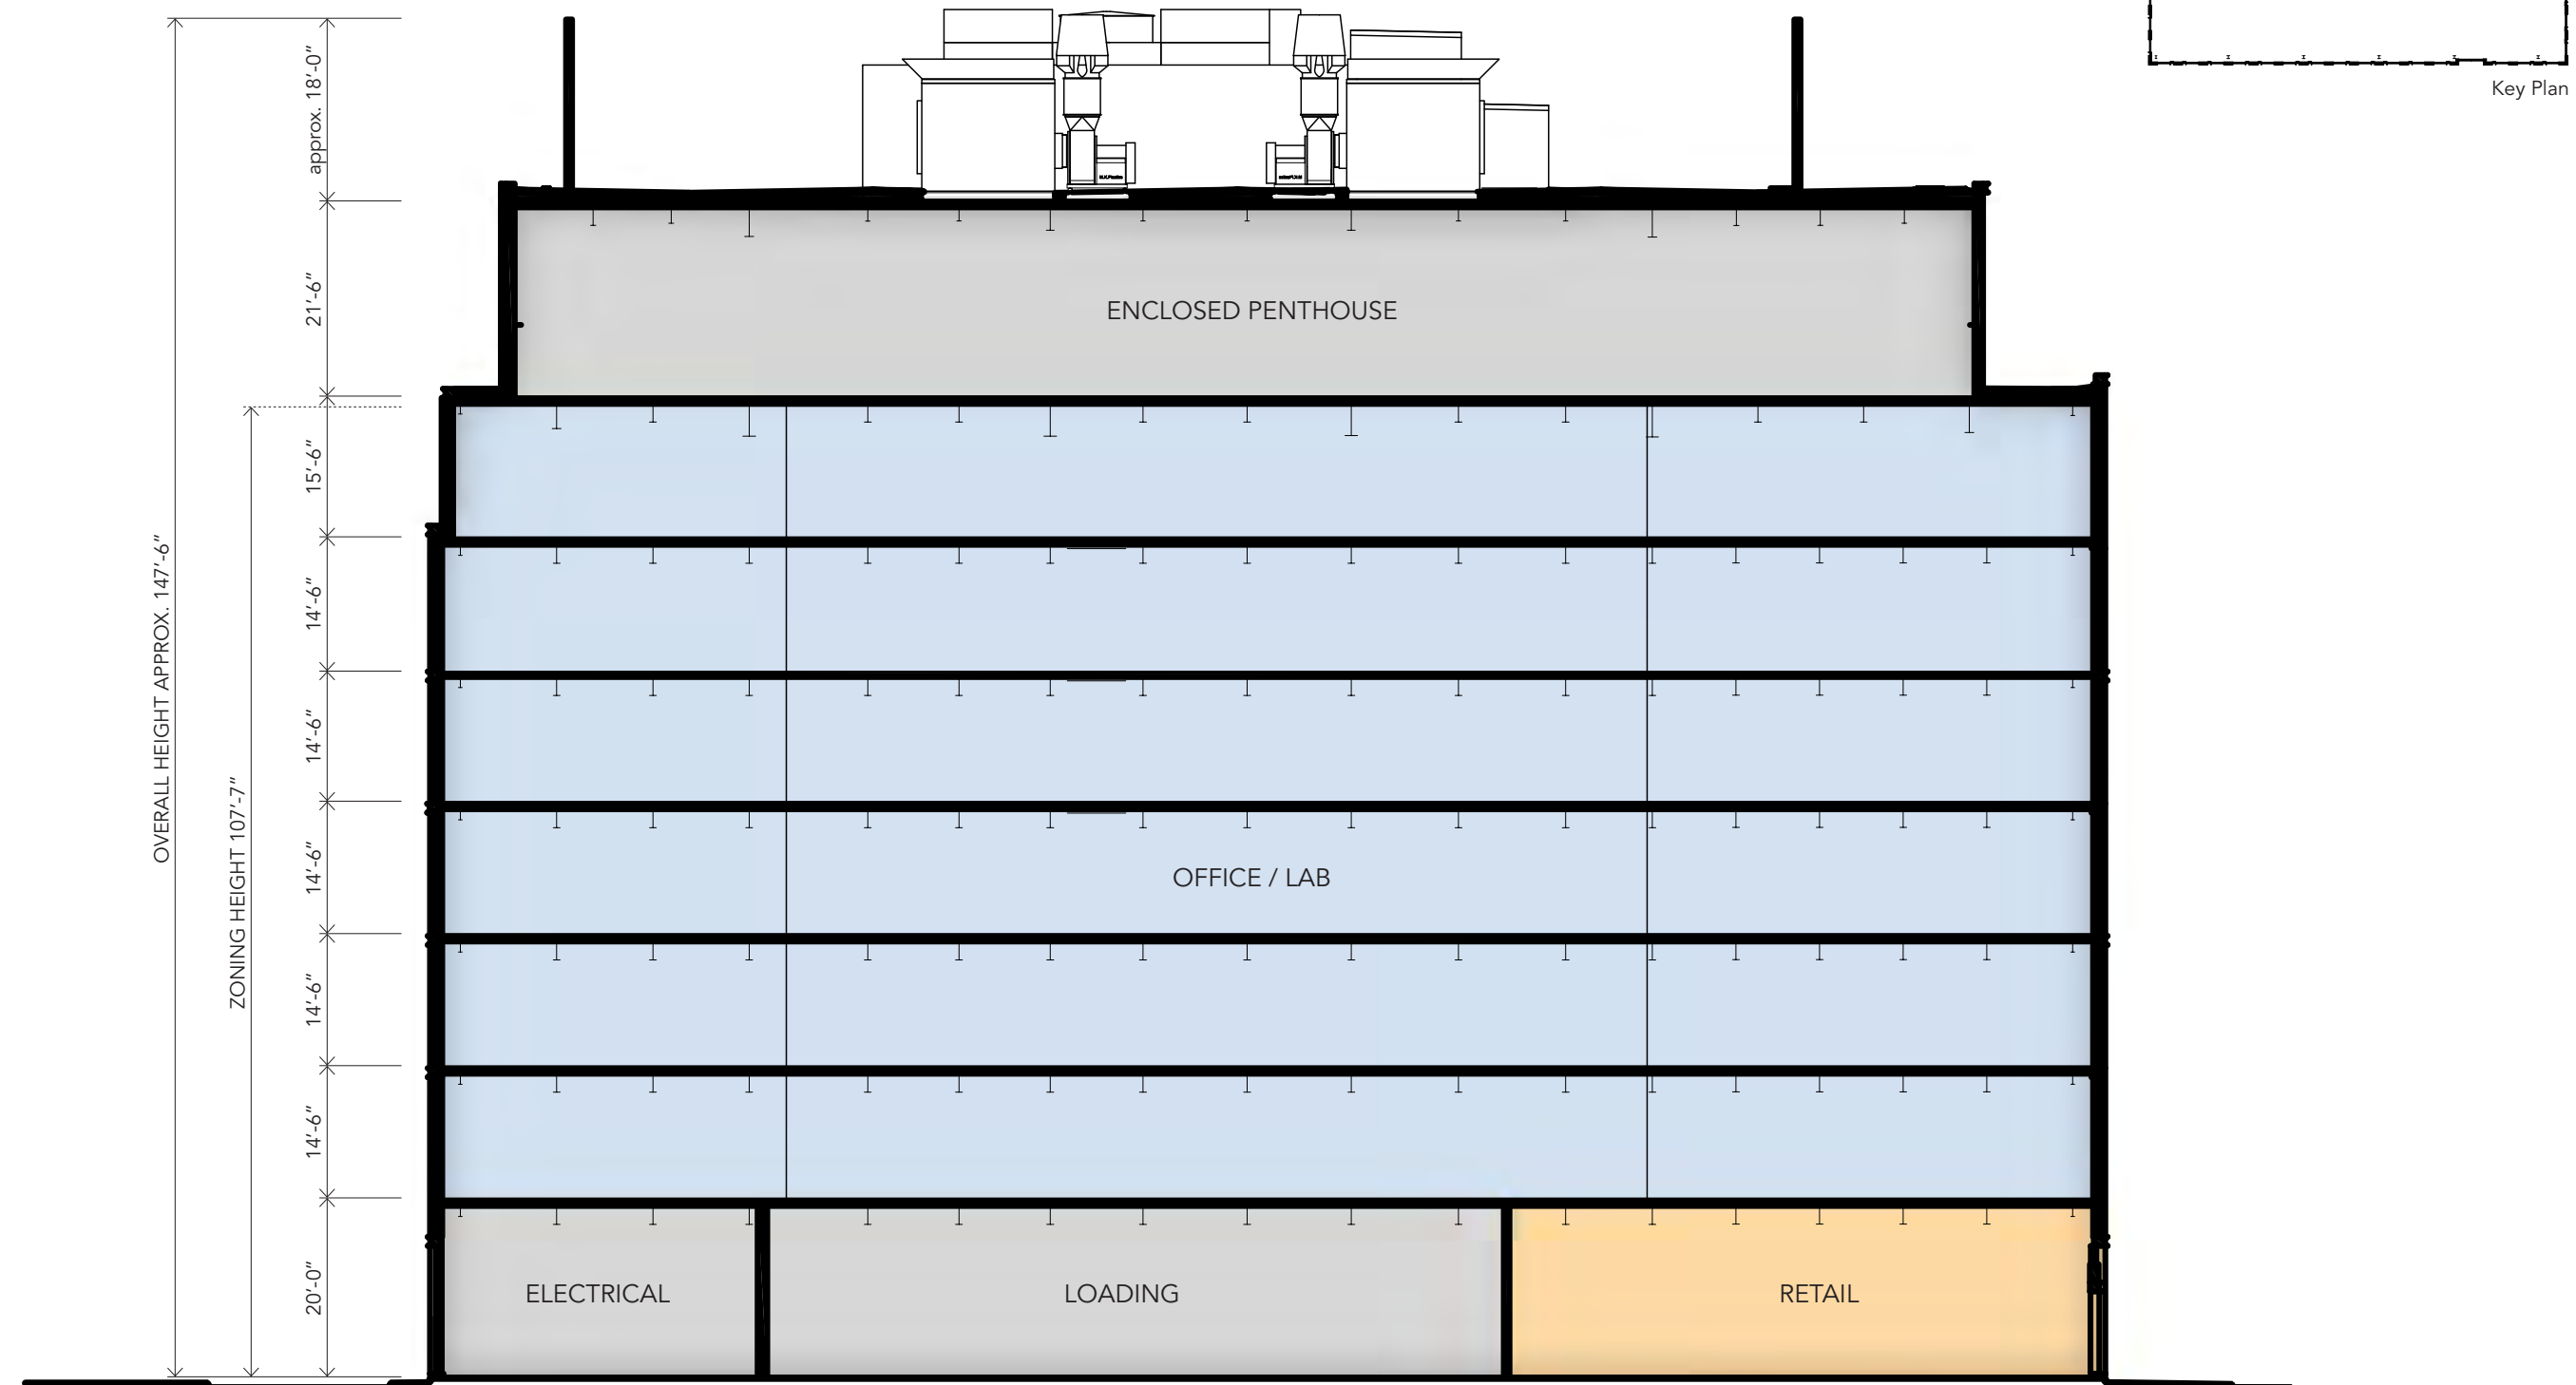 Key Plan
approx. 18'-0"
21'-6"
ENCLOSED PENTHOUSE
15'-6"
14'-6"
14'-6"
14'-6"
OFFICE / LAB
14'-6"
14'-6"
20'-0"
OVERALL HEIGHT APPROX. 147'-6"
ZONING HEIGHT 107'-7"
ELECTRICAL
LOADING
RETAIL